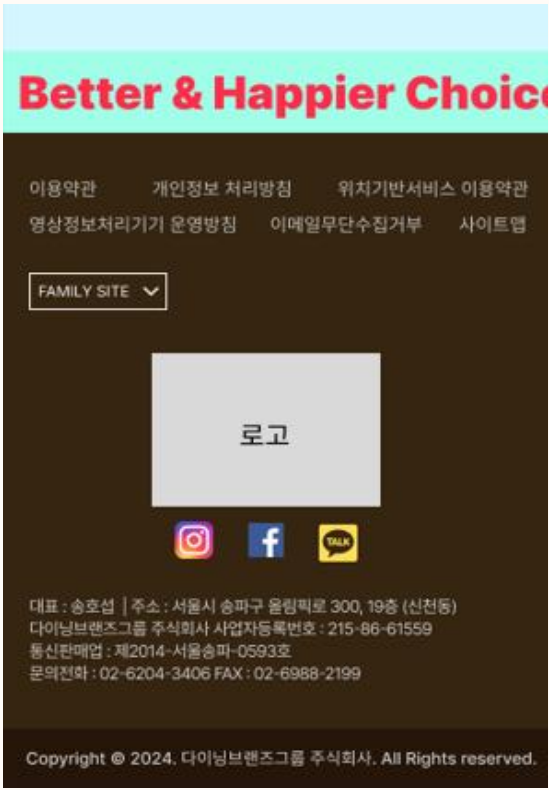 Better & Happier Choice
이용약관 개인정보 처리방침 위치기반서비스 이용약관
영상정보처리기기 운영방침 이메일무단수집거부 사이트맵
FAMILY SITE
로고
TALK
대표 : 송호섭 | 주소 : 서울시 송파구 올림픽로 300, 19층 (신천동)
다이닝브랜즈그룹 주식회사 사업자등록번호 : 215-86-61559
통신판매업 : 제2014-서울송파-0593호
문의전화 : 02-6204-3406 FAX : 02-6988-2199
Copyright © 2024. 다이닝브랜즈그룹 주식회사. All Rights reserved.